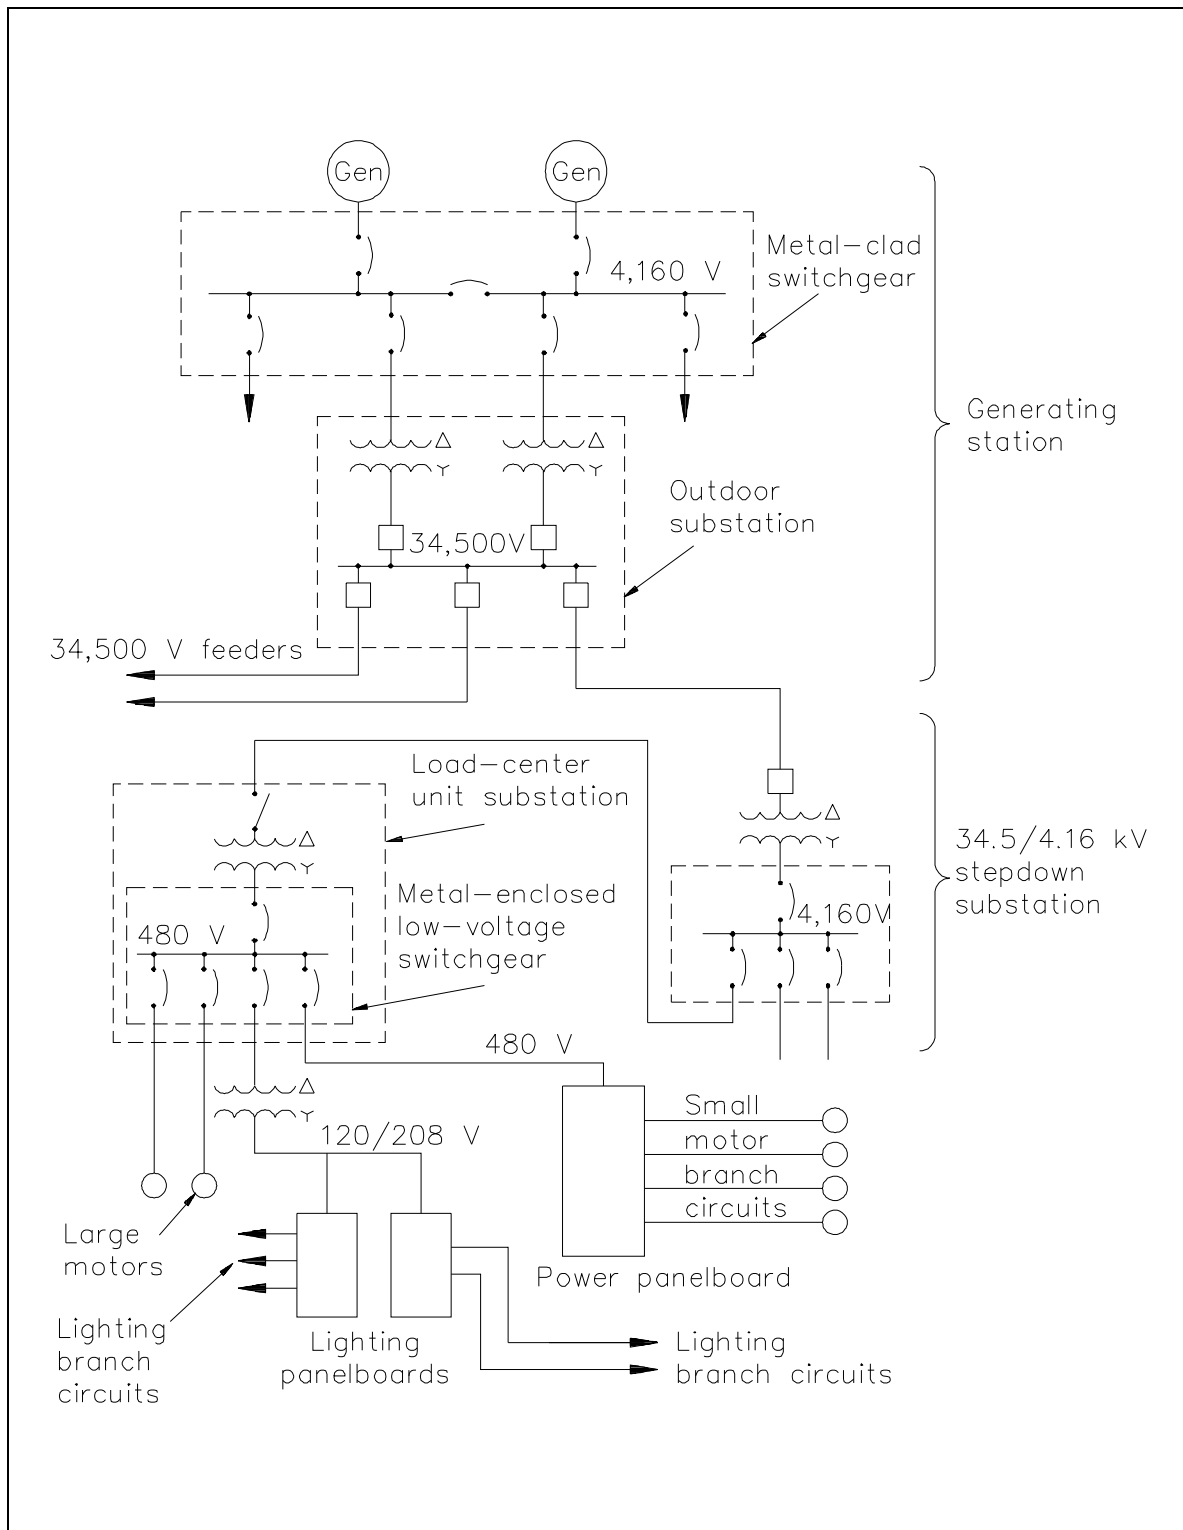 Gen
Gen
Metal-clad
switchgear
4,160 V
Generating
station
Outdoor
substation
34,500V
34,500 V feeders
Load-center
unit substation
34.5/4.16 kV
stepdown
substation
Metal-enclosed
low-voltage
switchgear
4,160V
480 V
480 V
Small
motor
branch
circuits
120/208 V
Large
motors
Power panelboard
Lighting
branch
circuits
Lighting
panelboards
Lighting
branch circuits